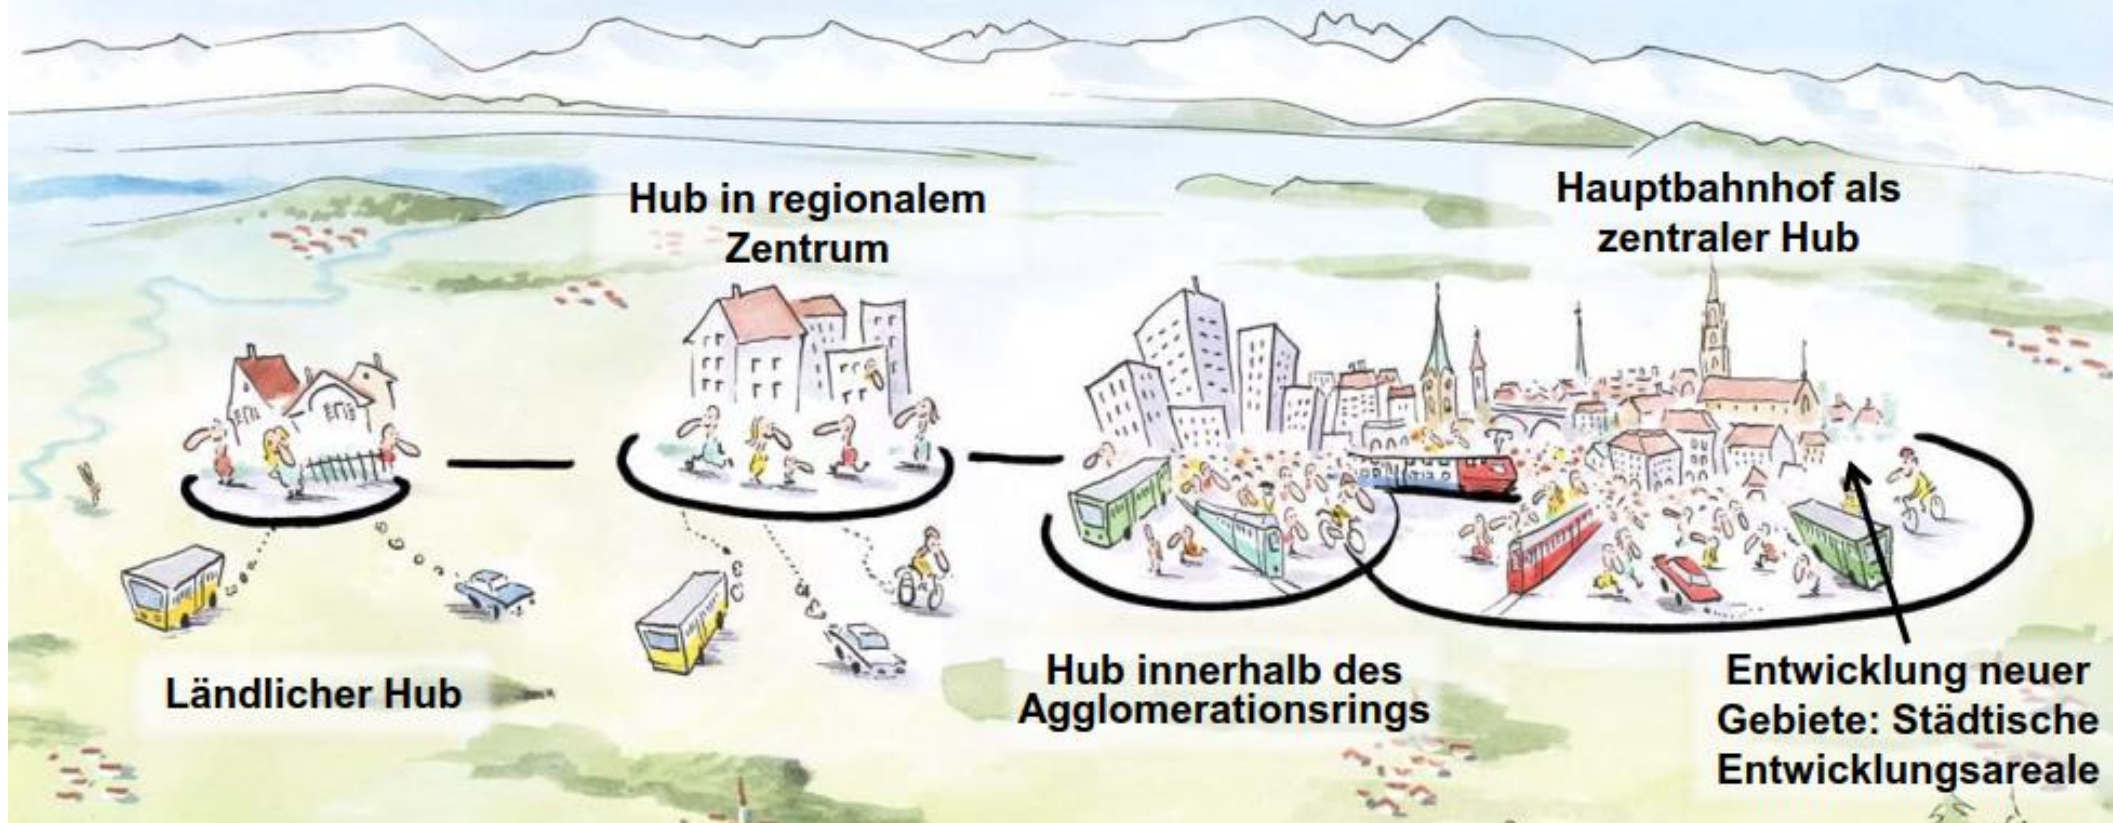 Hub in regionalem
Zentrum
Hauptbahnhof als
zentraler Hub
Ländlicher Hub
Hub innerhalb des
Agglomerationsrings
Entwicklung neuer
Gebiete: Städtische
Entwicklungsareale